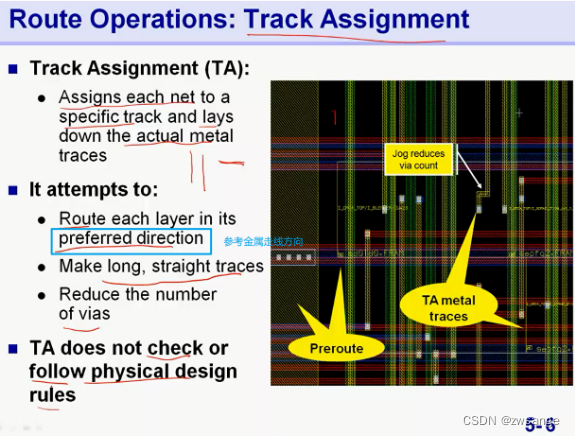 Route Operations: Track Assignment
Track Assignment (TA):
Assigns each net to a
specific track and lays
down the actual metal
traces
It attempts to:
Route each layer in its
preferred direction
参考金属走线方向
Make long, straight traces
Reduce the number
of vias
TA does not check or
follow physical design
rules
Jog reduces
via count
TA metal
traces
Preroute
5-6
CSDN @zwsange